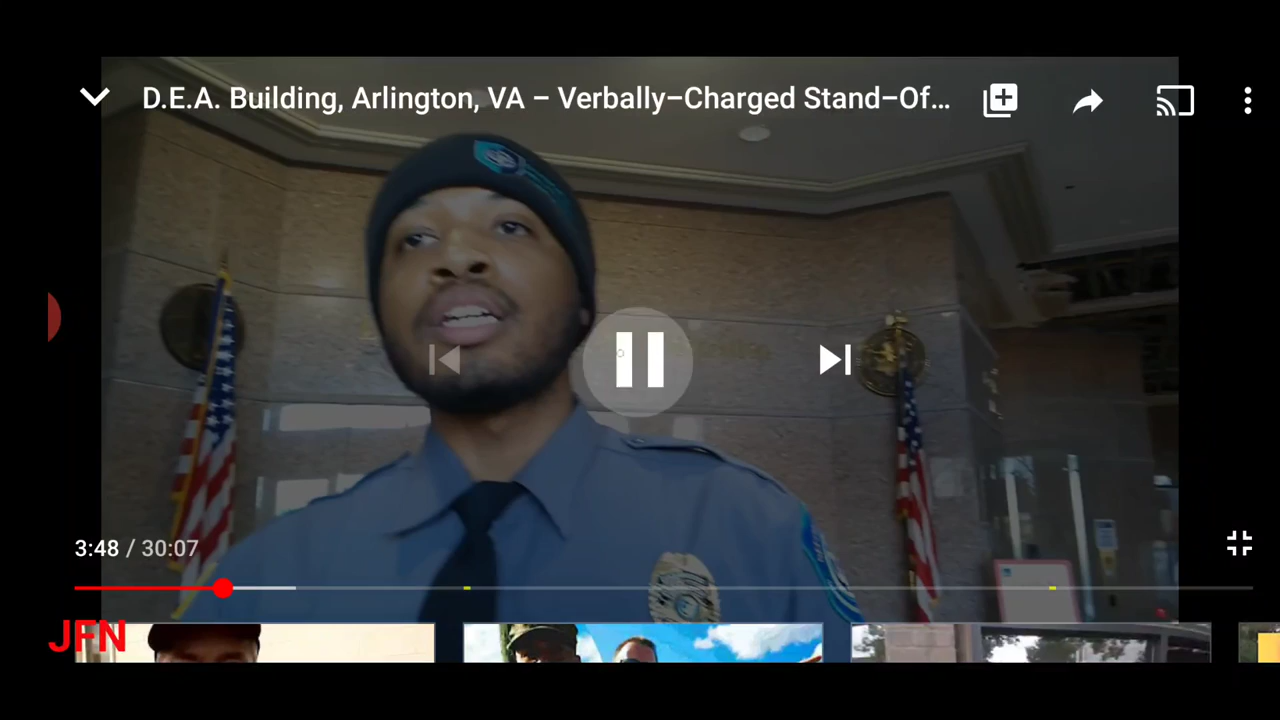 D.E.A. Building, Arlington, VA – Verbally–Charged Stand–Of...
3:48 / 30:07
JFN